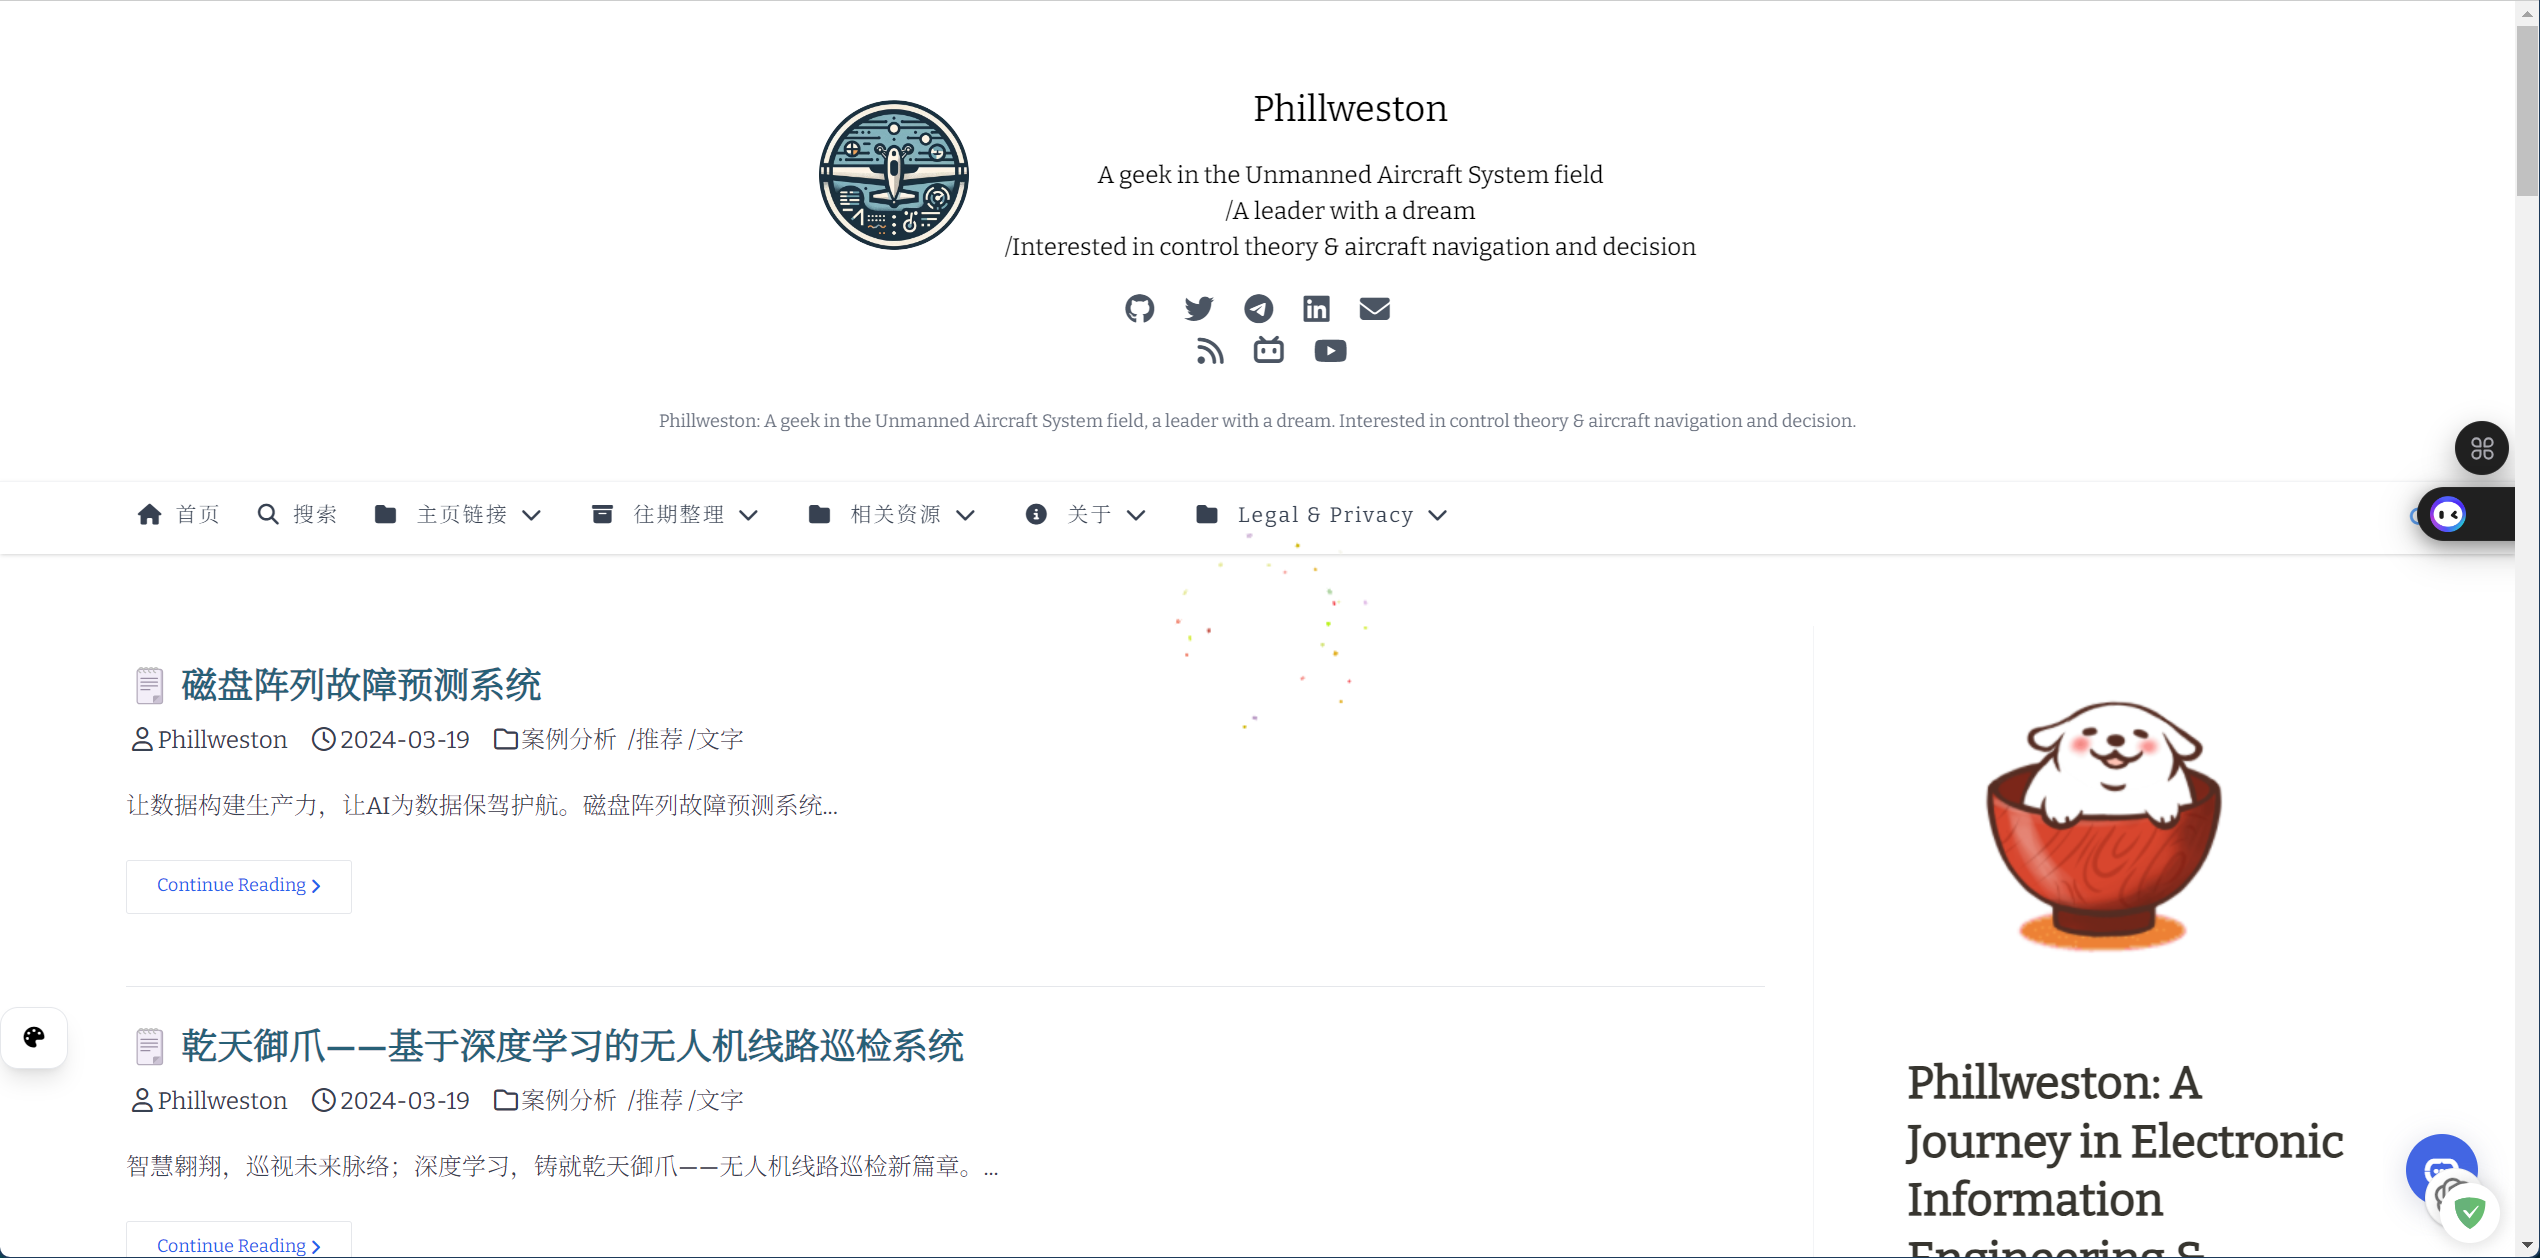 Phillweston
A geek in the Unmanned Aircraft System field
/A leader with a dream
/Interested in control theory & aircraft navigation and decision
Phillweston: A geek in the Unmanned Aircraft System field, a leader with a dream. Interested in control theory & aircraft navigation and decision.
首页 搜索 主页链接 往期整理 相关资源 关于 Legal & Privacy
磁盘阵列故障预测系统
Phillweston 2024-03-19 案例分析 /推荐 /文字
让数据构建生产力，让AI为数据保驾护航。磁盘阵列故障预测系统...
Continue Reading
乾天御爪——基于深度学习的无人机线路巡检系统
Phillweston 2024-03-19 案例分析 /推荐 /文字
智慧翱翔，巡视未来脉络；深度学习，铸就乾天御爪——无人机线路巡检新篇章。...
Continue Reading
Phillweston: A
Journey in Electronic
Information
Engineering &